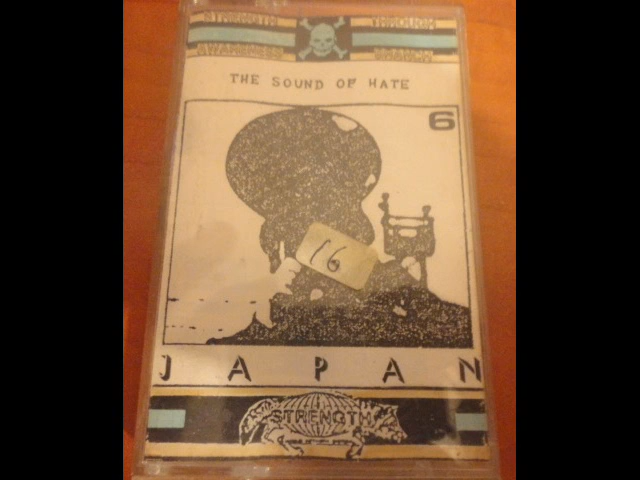 STRENGTH THROUGH
AWARENESS
THE SOUND OF HATE
6
16
JAPAN
STRENGTH